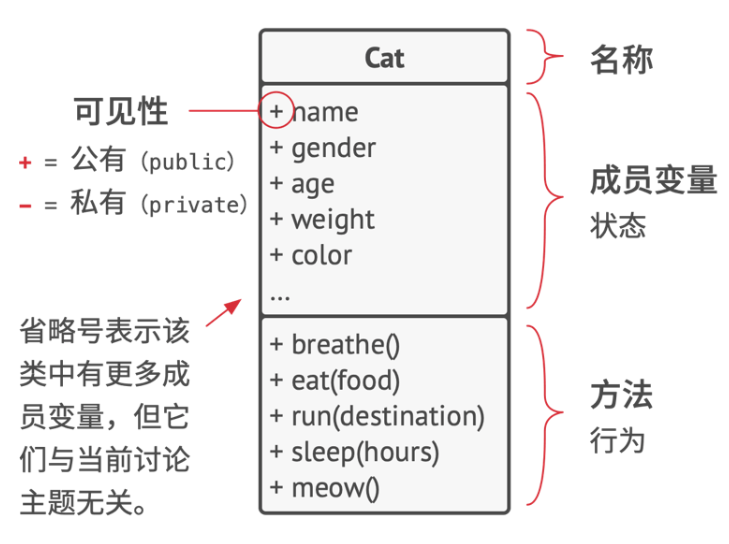 Cat
名称
可见性
+ = 公有（public）
− = 私有（private）
+ name
+ gender
+ age
+ weight
+ color
...
成员变量
状态
省略号表示该
类中有更多成
员变量，但它
们与当前讨论
主题无关。
+ breathe()
+ eat(food)
+ run(destination)
+ sleep(hours)
+ meow()
方法
行为